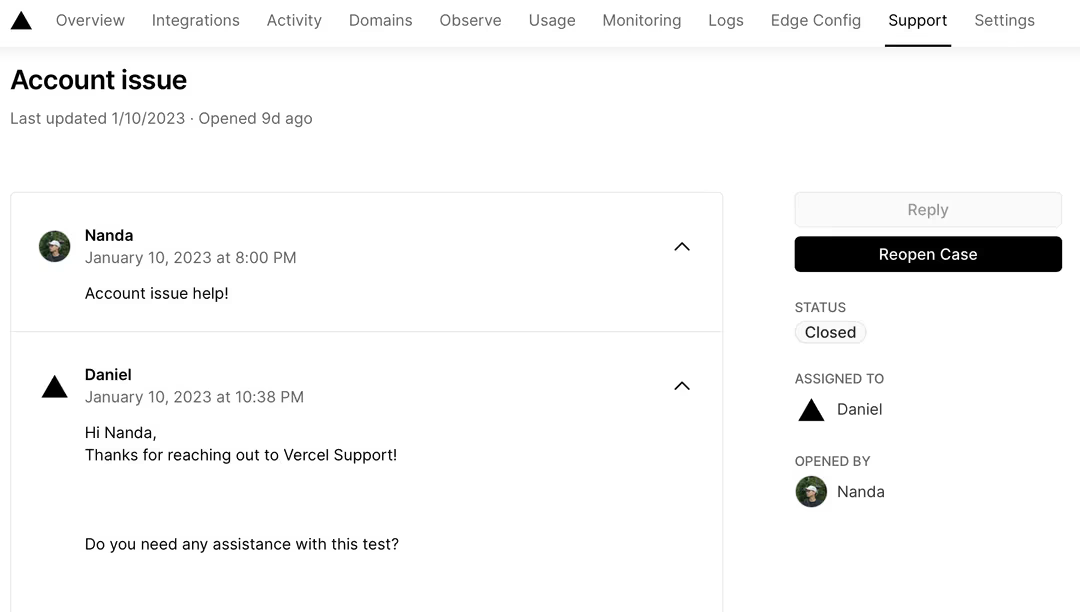 Overview Integrations Activity Domains Observe Usage Monitoring Logs Edge Config Support Settings
Account issue
Last updated 1/10/2023 · Opened 9d ago
Nanda
January 10, 2023 at 8:00 PM
Account issue help!
Daniel
January 10, 2023 at 10:38 PM
Hi Nanda,
Thanks for reaching out to Vercel Support!
Do you need any assistance with this test?
Reply
Reopen Case
STATUS
Closed
ASSIGNED TO
Daniel
OPENED BY
Nanda